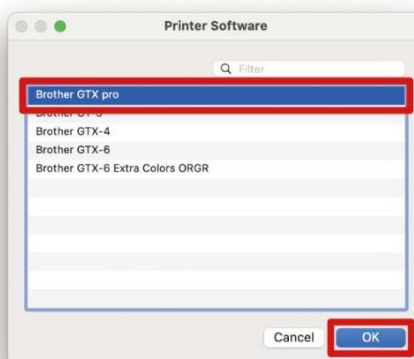 Printer Software
Filter
Brother GTX pro
Brother GTX-4
Brother GTX-6
Brother GTX-6 Extra Colors ORGR
Cancel
OK